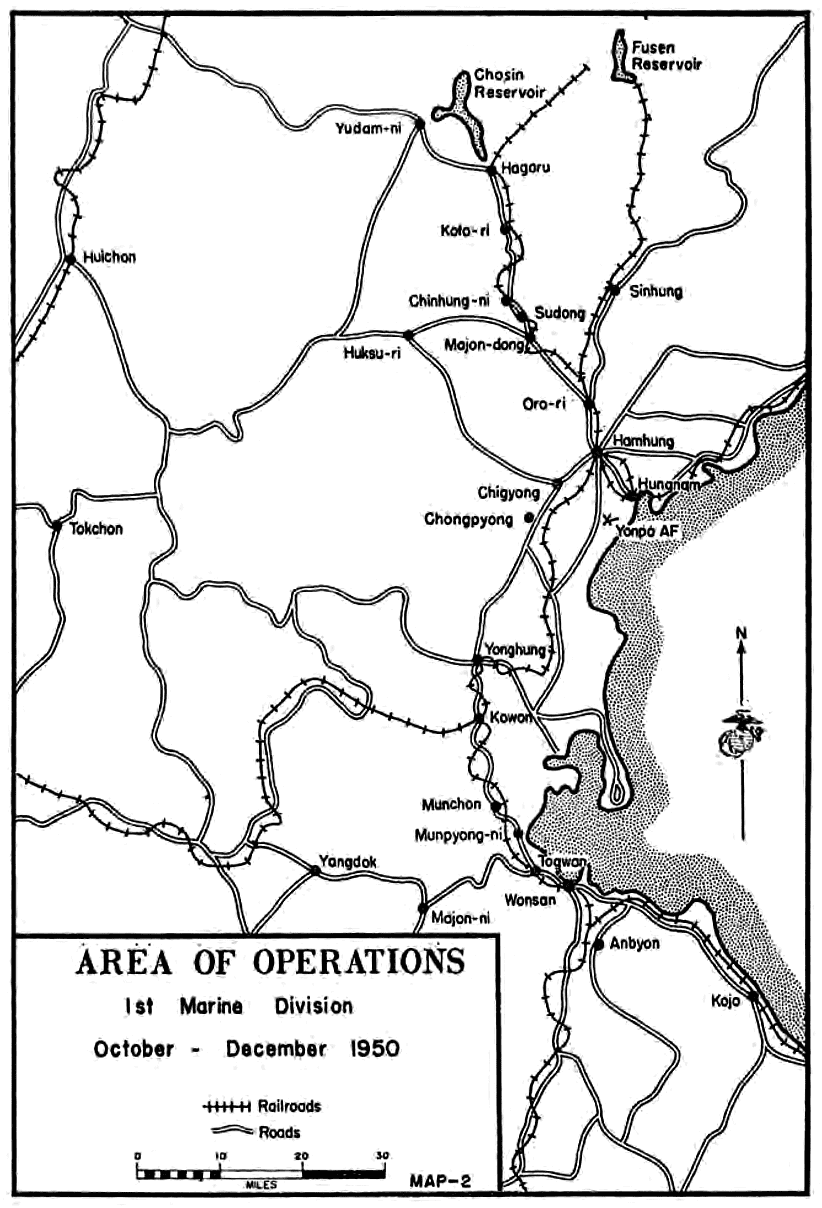 Fusen
Reservoir
Chosin
Reservoir
Yudam-ni
Hagaru
Koto-ri
Huichon
Chinhung-ni
Sudong
Sinhung
Huksu-ri
Majon-dong
Oro-ri
Hamhung
Chigyong
Hungnam
Chongpyong
Yonpo AF
Tokchon
N
Yonghung
Kowon
Munchon
Munpyong-ni
Togwan
Yangdok
Wonsan
Majon-ni
Anbyon
Kojo
AREA OF OPERATIONS
1st Marine Division
October - December 1950
Railroads
Roads
0 10 20 30
MILES
MAP-2